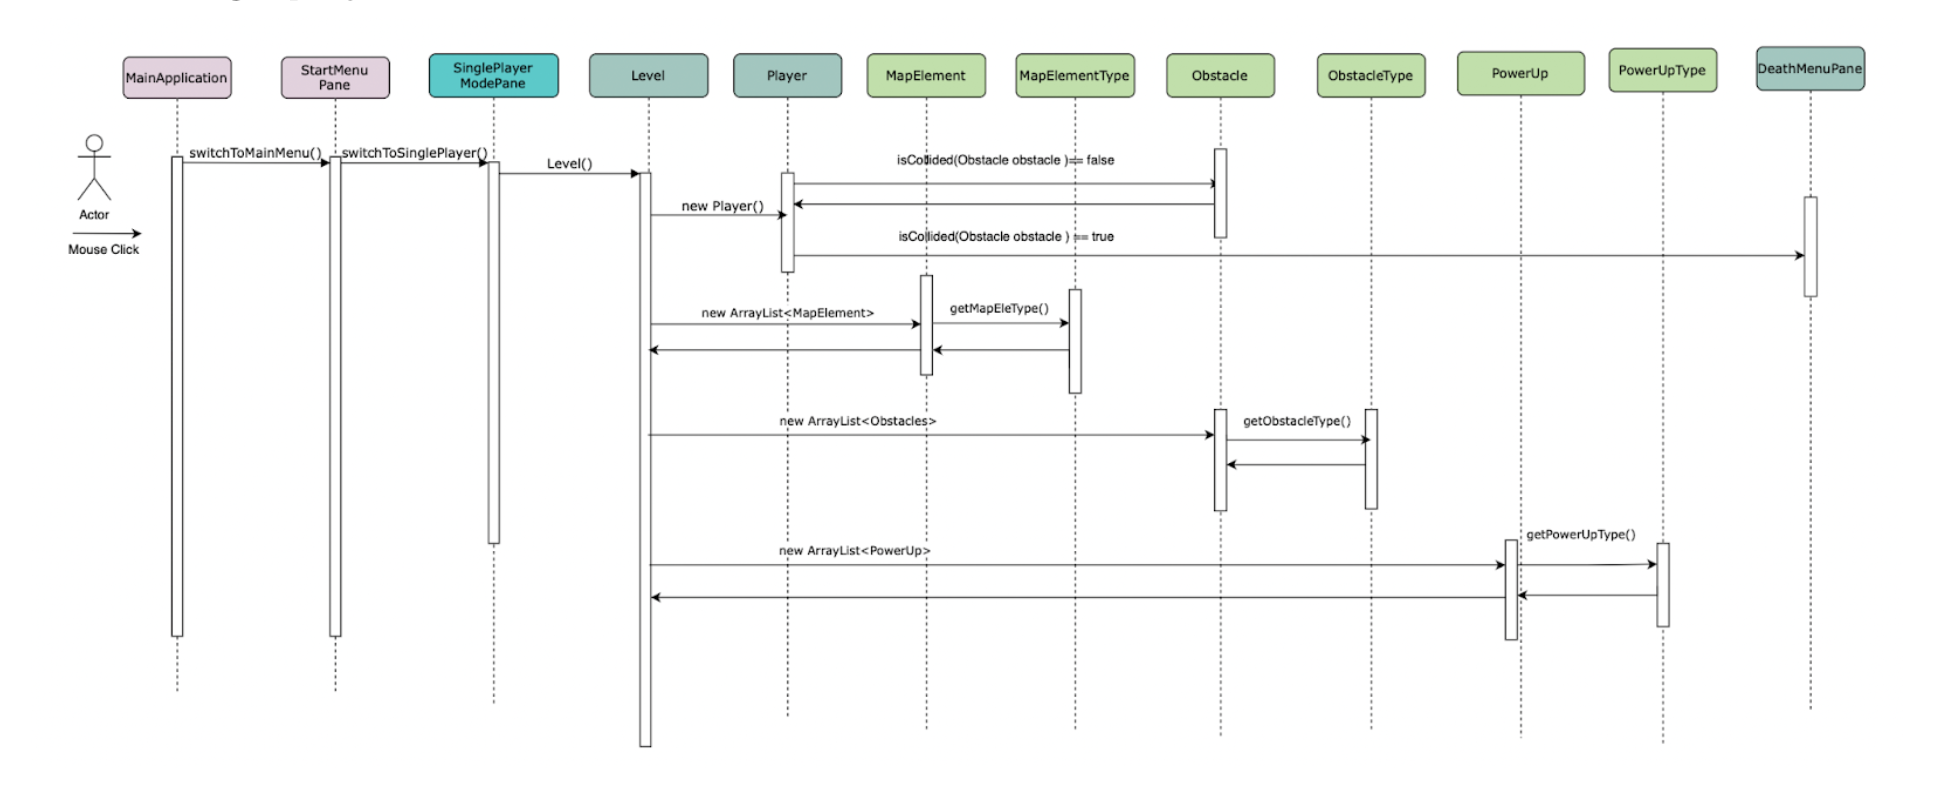 MainApplication
StartMenu
Pane
SinglePlayer
ModePane
Level
Player
MapElement
MapElementType
Obstacle
ObstacleType
PowerUp
PowerUpType
DeathMenuPane
switchToMainMenu()
switchToSinglePlayer()
Level()
isCollided(Obstacle obstacle )== false
new Player()
Actor
isCollided(Obstacle obstacle ) == true
Mouse Click
new ArrayList<MapElement>
getMapEleType()
new ArrayList<Obstacles>
getObstacleType()
new ArrayList<PowerUp>
getPowerUpType()